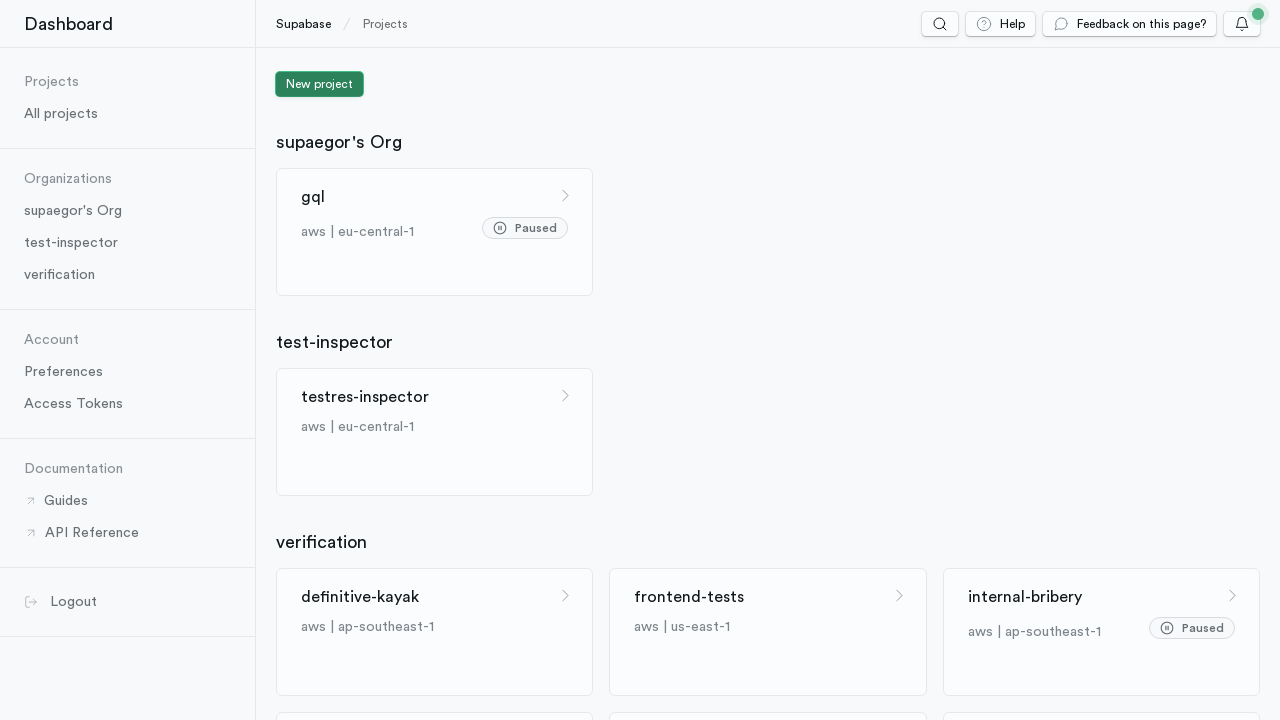 Dashboard
Supabase / Projects
Help
Feedback on this page?
Projects
All projects
Organizations
supaegor's Org
test-inspector
verification
Account
Preferences
Access Tokens
Documentation
Guides
API Reference
Logout
New project
supaegor's Org
gql
aws | eu-central-1
Paused
test-inspector
testres-inspector
aws | eu-central-1
verification
definitive-kayak
aws | ap-southeast-1
frontend-tests
aws | us-east-1
internal-bribery
aws | ap-southeast-1
Paused